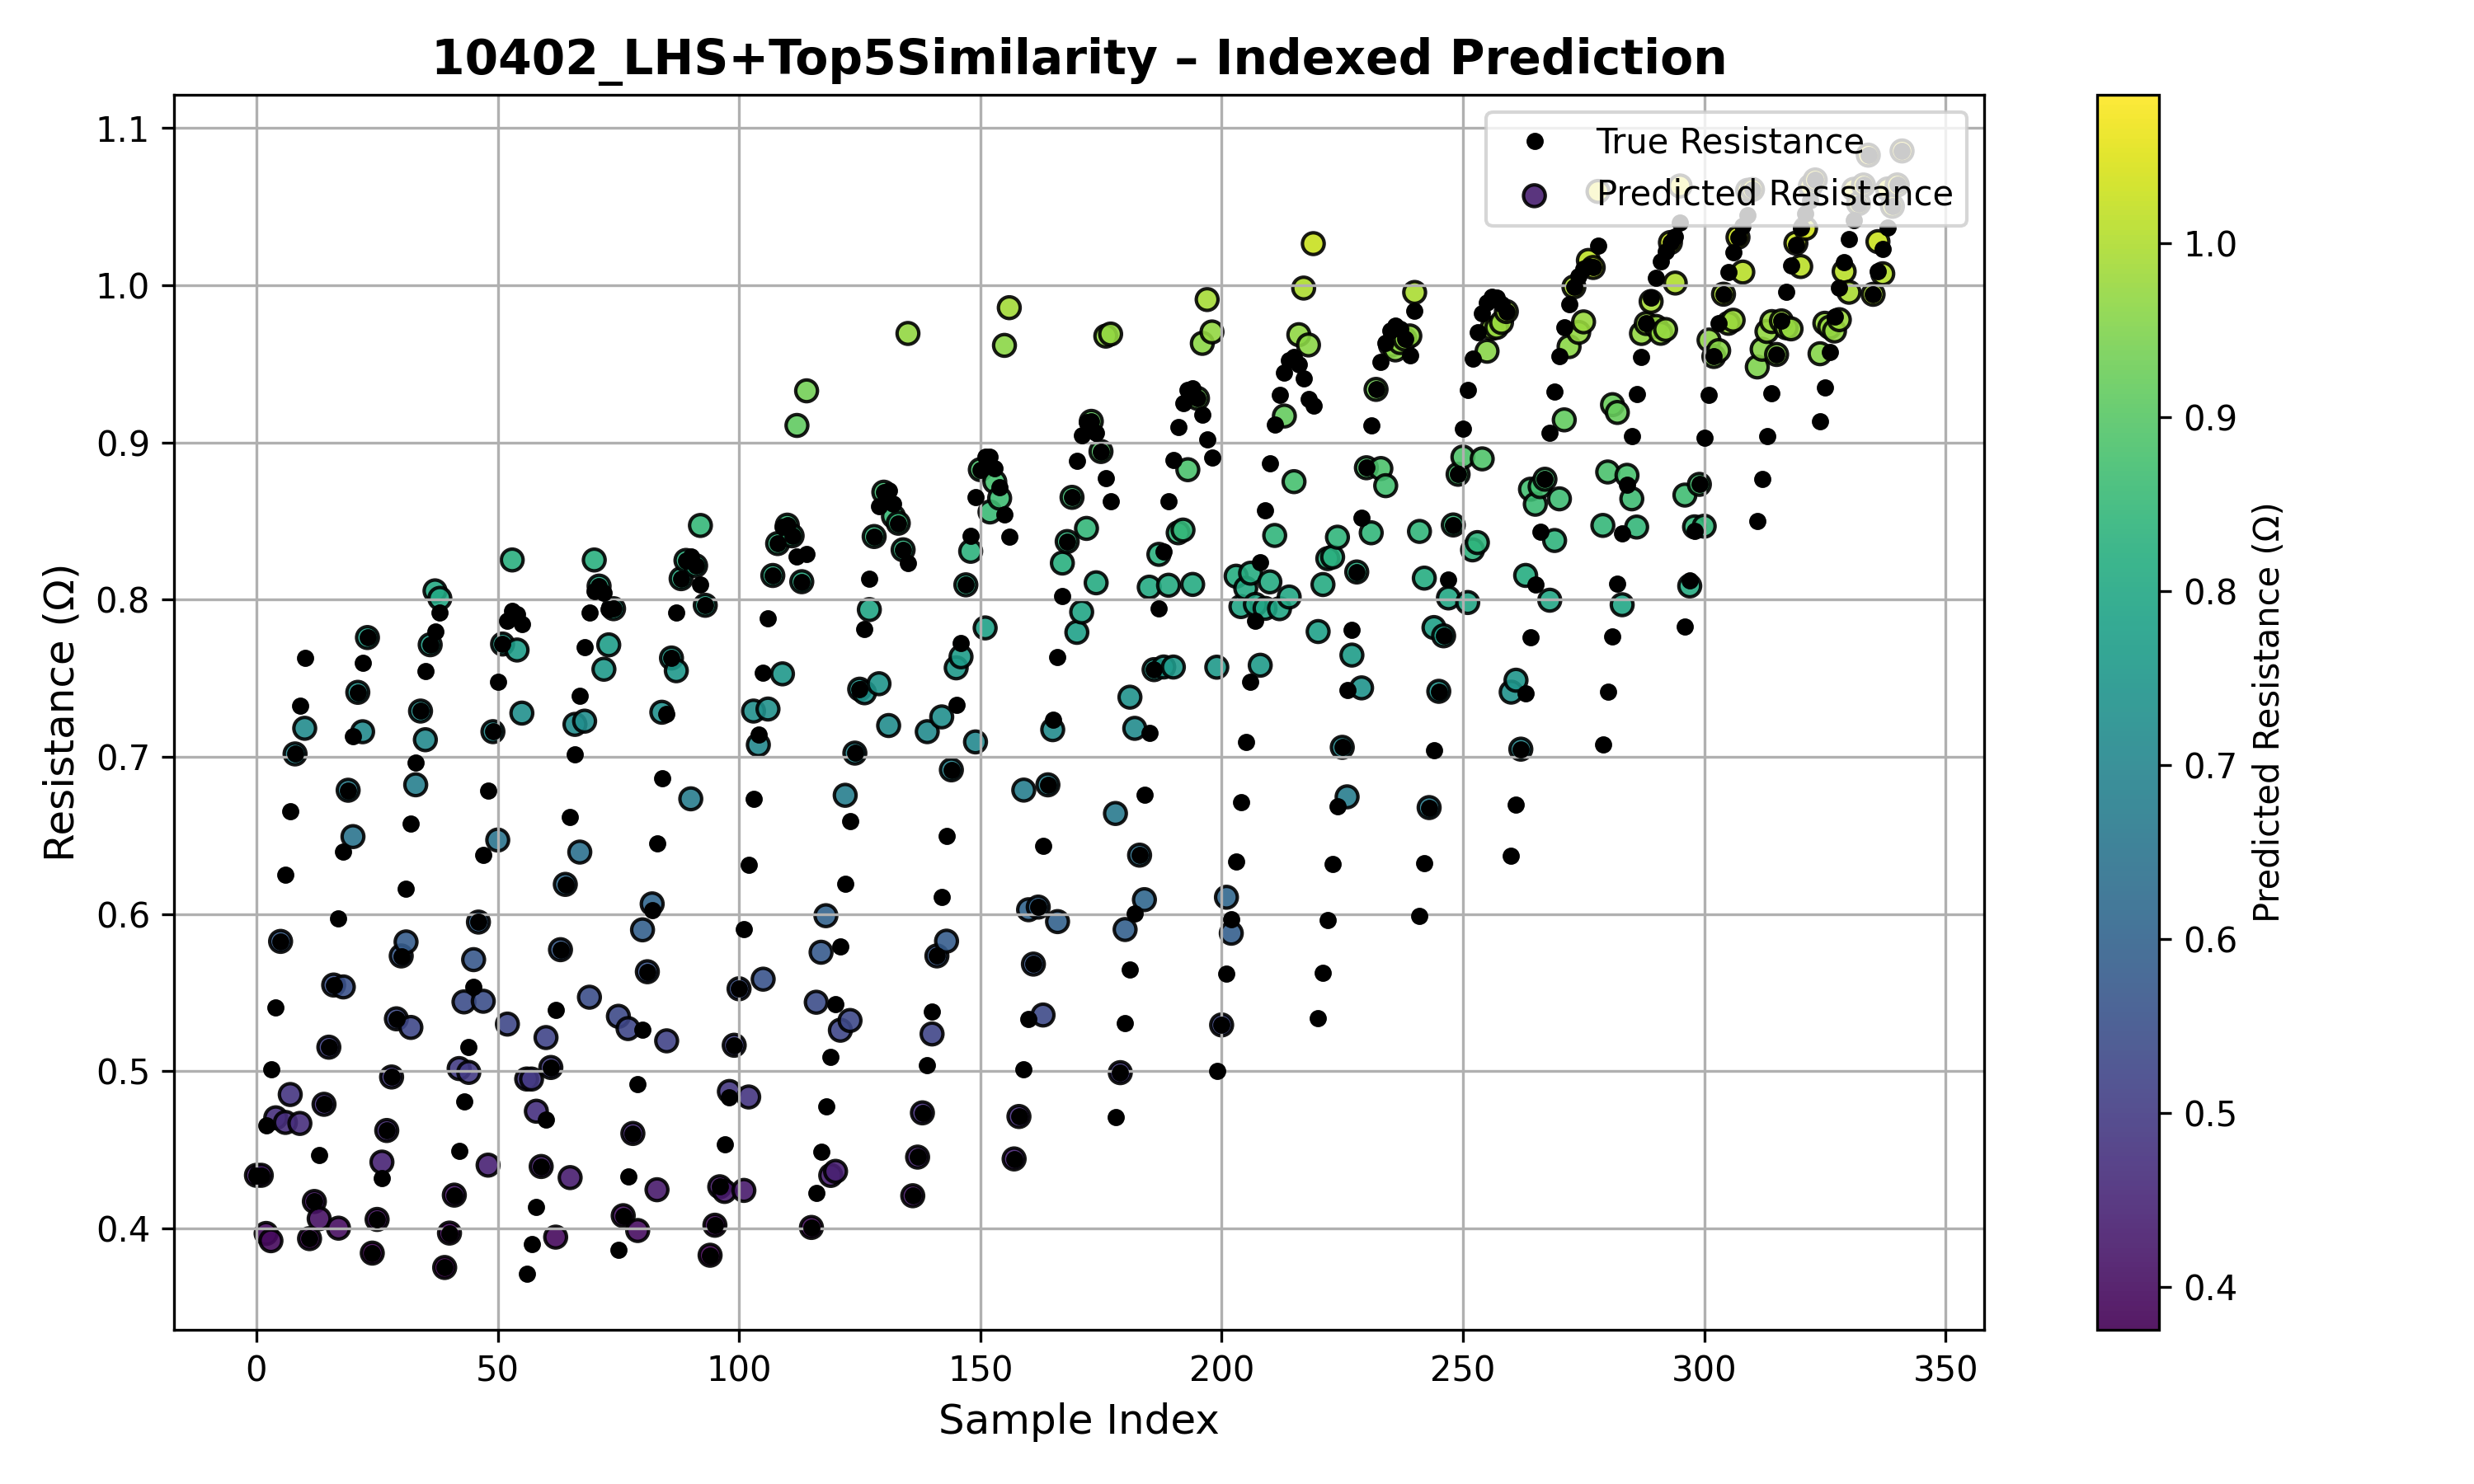 10402_LHS+Top5Similarity – Indexed Prediction
True Resistance
Predicted Resistance
1.1
1.0
0.9
0.8
0.7
0.6
0.5
0.4
Resistance (Ω)
0 50 100 150 200 250 300 350
Sample Index
1.0
0.9
0.8
0.7
0.6
0.5
0.4
Predicted Resistance (Ω)